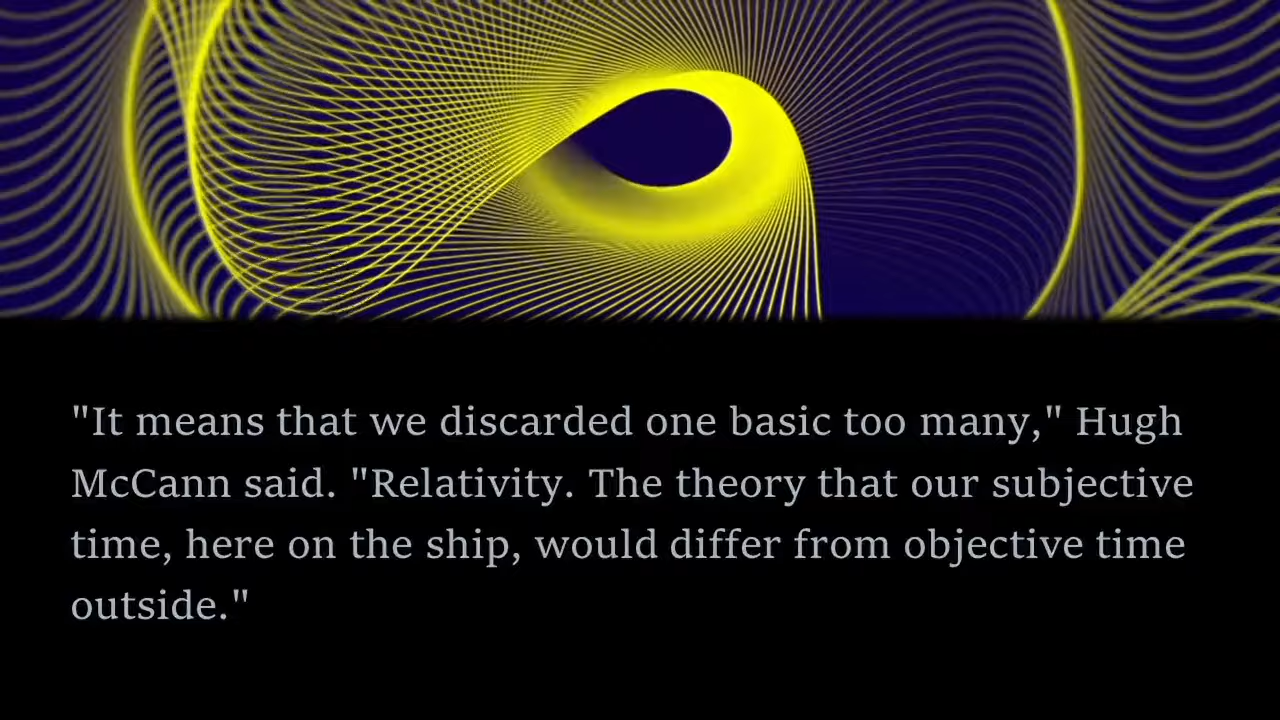 "It means that we discarded one basic too many," Hugh
McCann said. "Relativity. The theory that our subjective
time, here on the ship, would differ from objective time
outside."